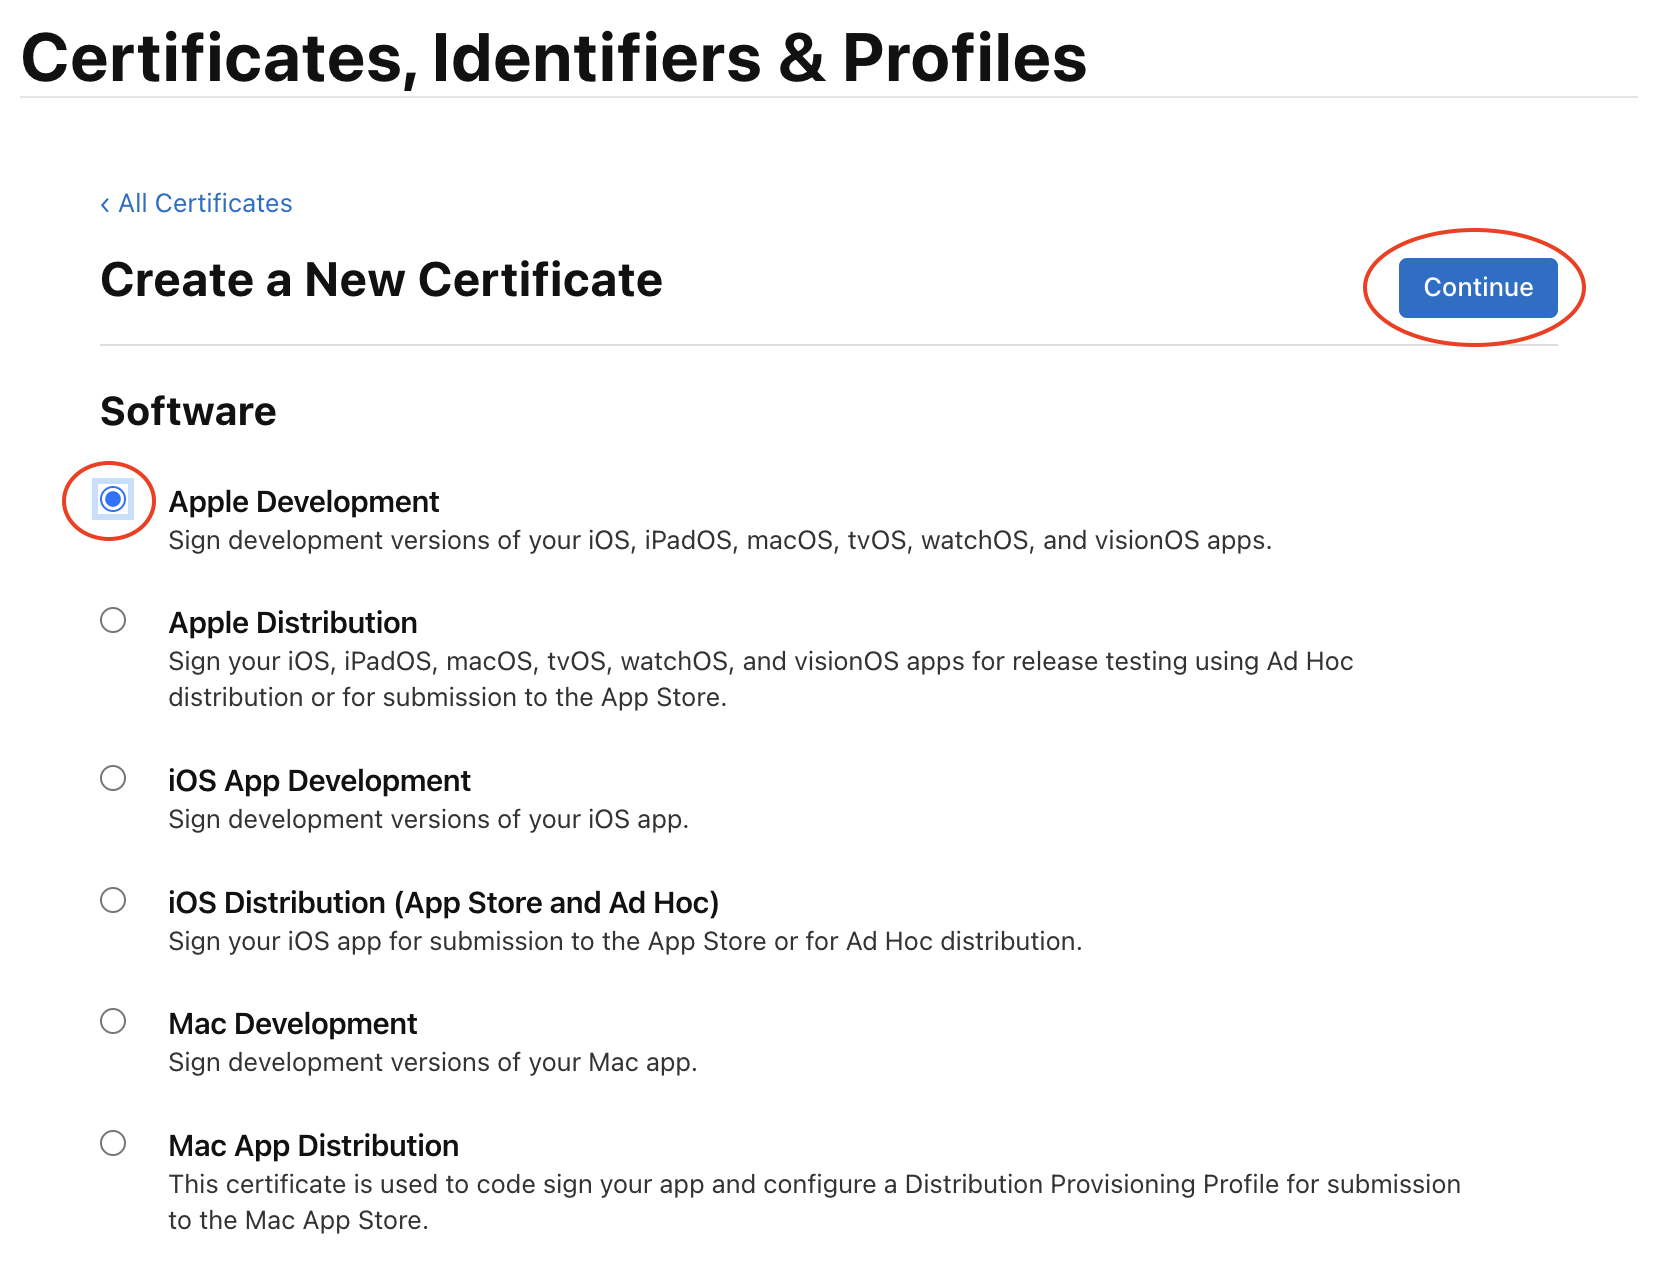 Certificates, Identifiers & Profiles
‹ All Certificates
Create a New Certificate
Continue
Software
Apple Development
Sign development versions of your iOS, iPadOS, macOS, tvOS, watchOS, and visionOS apps.
Apple Distribution
Sign your iOS, iPadOS, macOS, tvOS, watchOS, and visionOS apps for release testing using Ad Hoc
distribution or for submission to the App Store.
iOS App Development
Sign development versions of your iOS app.
iOS Distribution (App Store and Ad Hoc)
Sign your iOS app for submission to the App Store or for Ad Hoc distribution.
Mac Development
Sign development versions of your Mac app.
Mac App Distribution
This certificate is used to code sign your app and configure a Distribution Provisioning Profile for submission
to the Mac App Store.